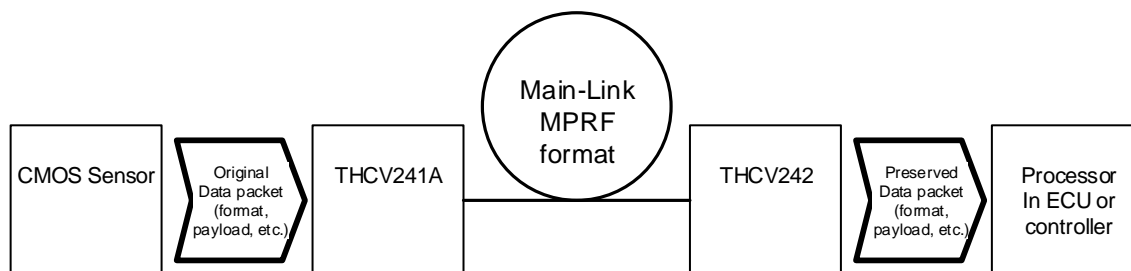 CMOS Sensor
Original
Data packet
(format,
payload, etc.)
THCV241A
Main-Link
MPRF
format
THCV242
Preserved
Data packet
(format,
payload, etc.)
Processor
In ECU or
controller